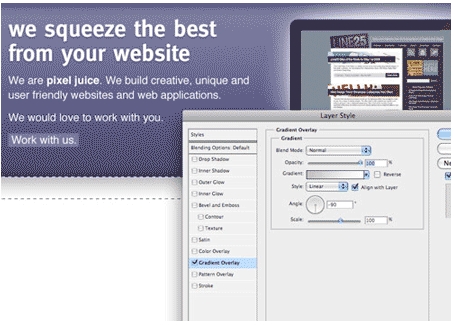 we squeeze the best
from your website
We are pixel juice. We build creative, unique and
user friendly websites and web applications.
We would love to work with you.
Work with us.
LINE25
Layer Style
Styles
Blending Options: Default
Drop Shadow
Inner Shadow
Outer Glow
Inner Glow
Bevel and Emboss
Contour
Texture
Satin
Color Overlay
Gradient Overlay
Pattern Overlay
Stroke
Gradient Overlay
Gradient
Blend Mode: Normal
Opacity: 100 %
Gradient: Reverse
Style: Linear Align with Layer
Angle: -90 °
Scale: 100 %